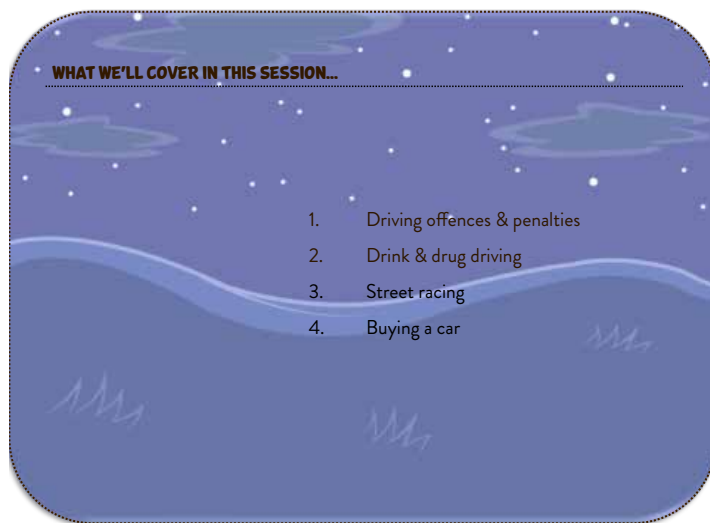 WHAT WE'LL COVER IN THIS SESSION...
1. Driving offences & penalties
2. Drink & drug driving
3. Street racing
4. Buying a car